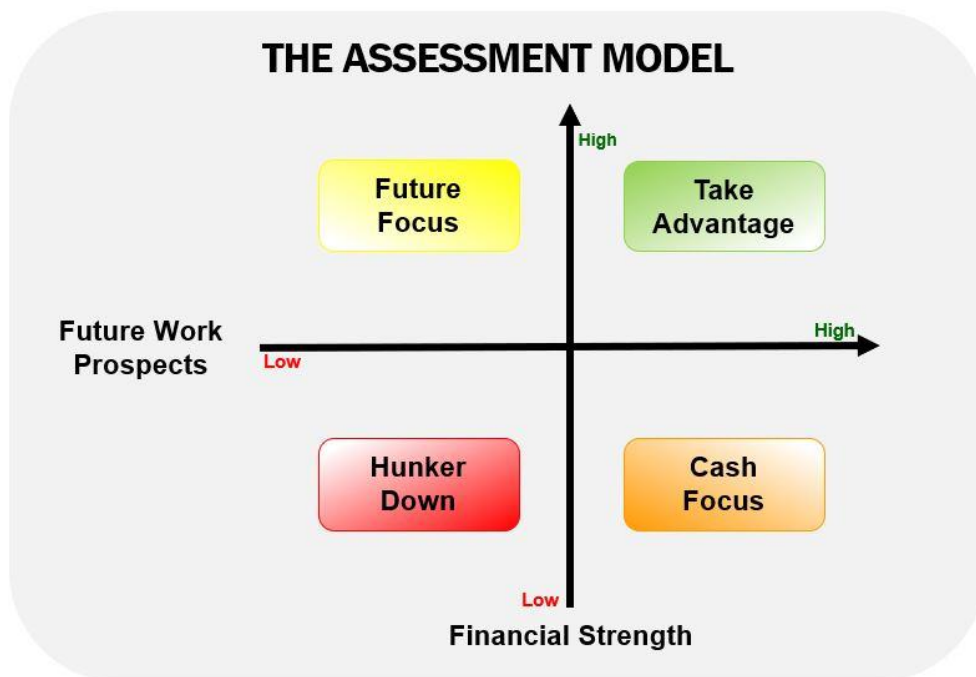 THE ASSESSMENT MODEL
High
Future
Focus
Take
Advantage
Future Work
Prospects
Low
High
Hunker
Down
Cash
Focus
Low
Financial Strength